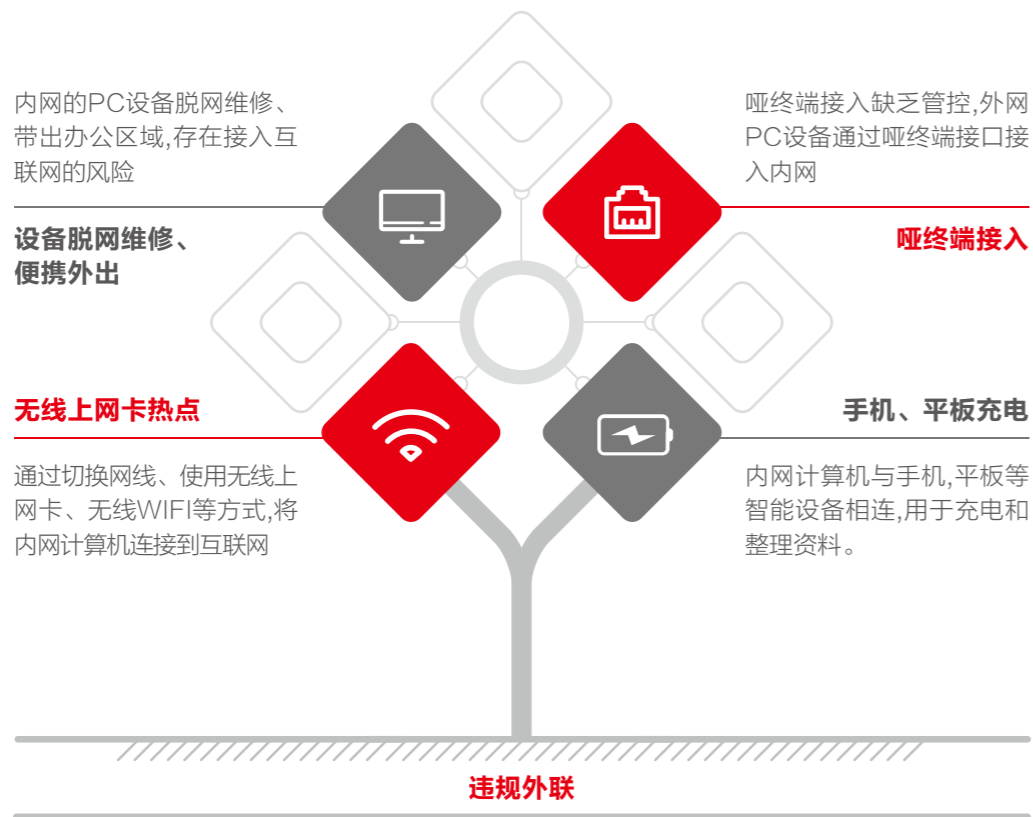 内网的PC设备脱网维修、
带出办公区域,存在接入互
联网的风险
设备脱网维修、
便携外出
哑终端接入缺乏管控,外网
PC设备通过哑终端接口接
入内网
哑终端接入
无线上网卡热点
通过切换网线、使用无线上
网卡、无线WIFI等方式,将
内网计算机连接到互联网
手机、平板充电
内网计算机与手机,平板等
智能设备相连,用于充电和
整理资料。
违规外联